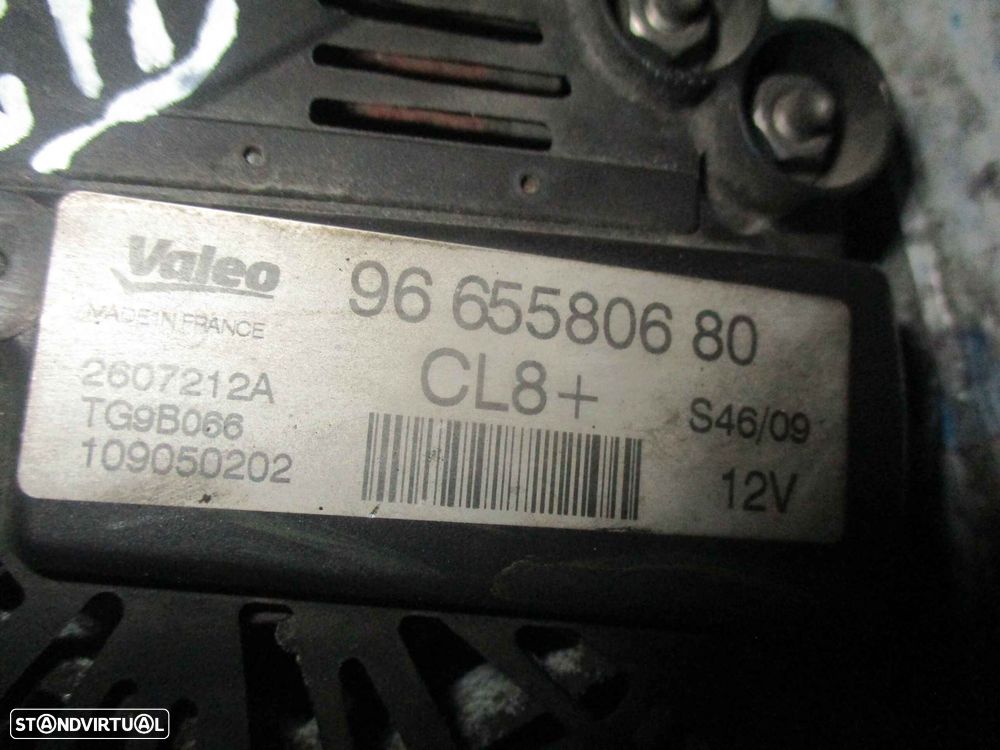 Valeo
MADE IN FRANCE
96 655806 80
CL8+
2607212A
TG9B066
109050202
S46/09
12V
STANDVIRTUAL